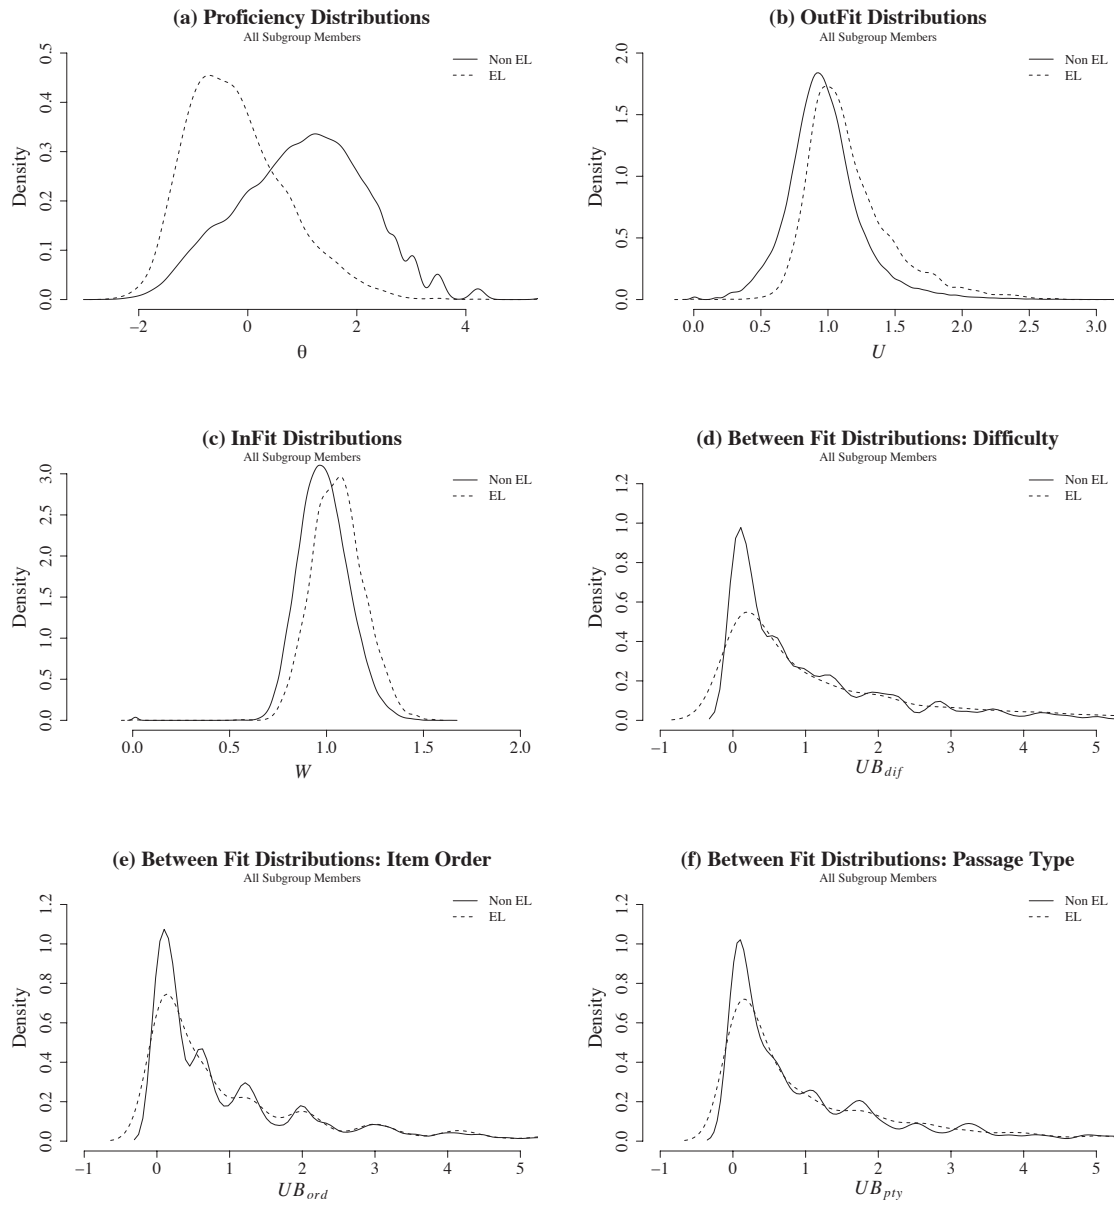 (a) Proficiency Distributions
All Subgroup Members
Non EL
EL
Density
0.0 0.1 0.2 0.3 0.4 0.5
−2 0 2 4
θ
(b) OutFit Distributions
All Subgroup Members
Non EL
EL
Density
0.0 0.5 1.0 1.5 2.0
0.0 0.5 1.0 1.5 2.0 2.5 3.0
U
(c) InFit Distributions
All Subgroup Members
Non EL
EL
Density
0.0 0.5 1.0 1.5 2.0 2.5 3.0
0.0 0.5 1.0 1.5 2.0
W
(d) Between Fit Distributions: Difficulty
All Subgroup Members
Non EL
EL
Density
0.0 0.2 0.4 0.6 0.8 1.0 1.2
−1 0 1 2 3 4 5
UB dif
(e) Between Fit Distributions: Item Order
All Subgroup Members
Non EL
EL
Density
0.0 0.2 0.4 0.6 0.8 1.0 1.2
−1 0 1 2 3 4 5
UB ord
(f) Between Fit Distributions: Passage Type
All Subgroup Members
Non EL
EL
Density
0.0 0.2 0.4 0.6 0.8 1.0 1.2
−1 0 1 2 3 4 5
UB pty